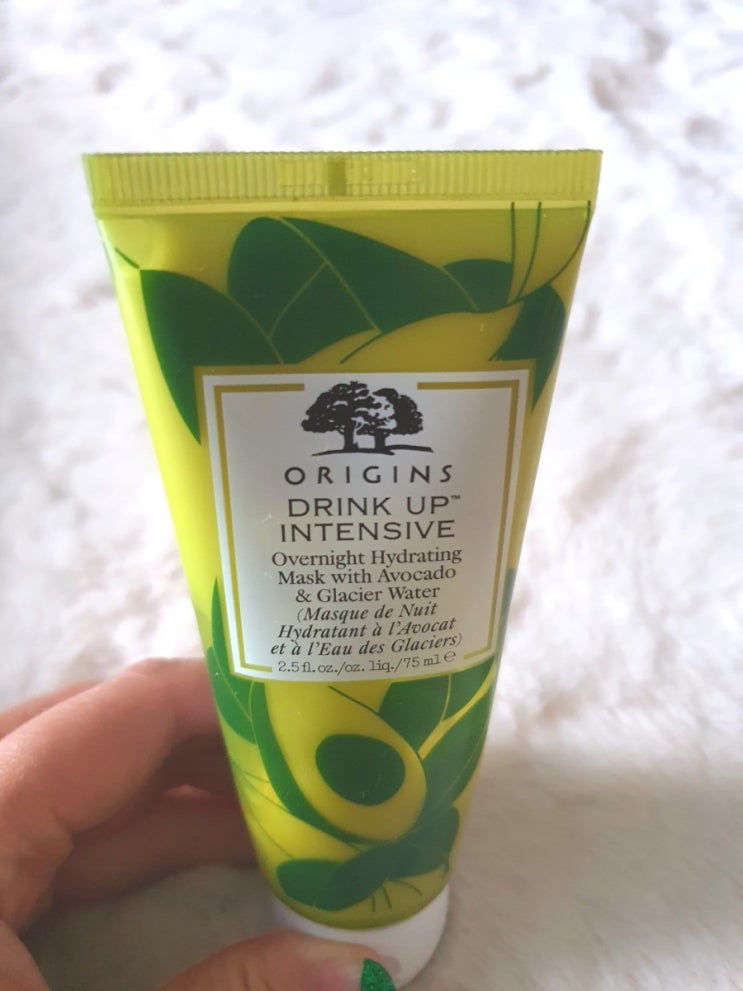 ORIGINS
DRINK UP™
INTENSIVE
Overnight Hydrating
Mask with Avocado
& Glacier Water
(Masque de Nuit
Hydratant à l'Avocat
et à l'Eau des Glaciers)
2.5 fl.oz./oz. liq./75 ml ℮